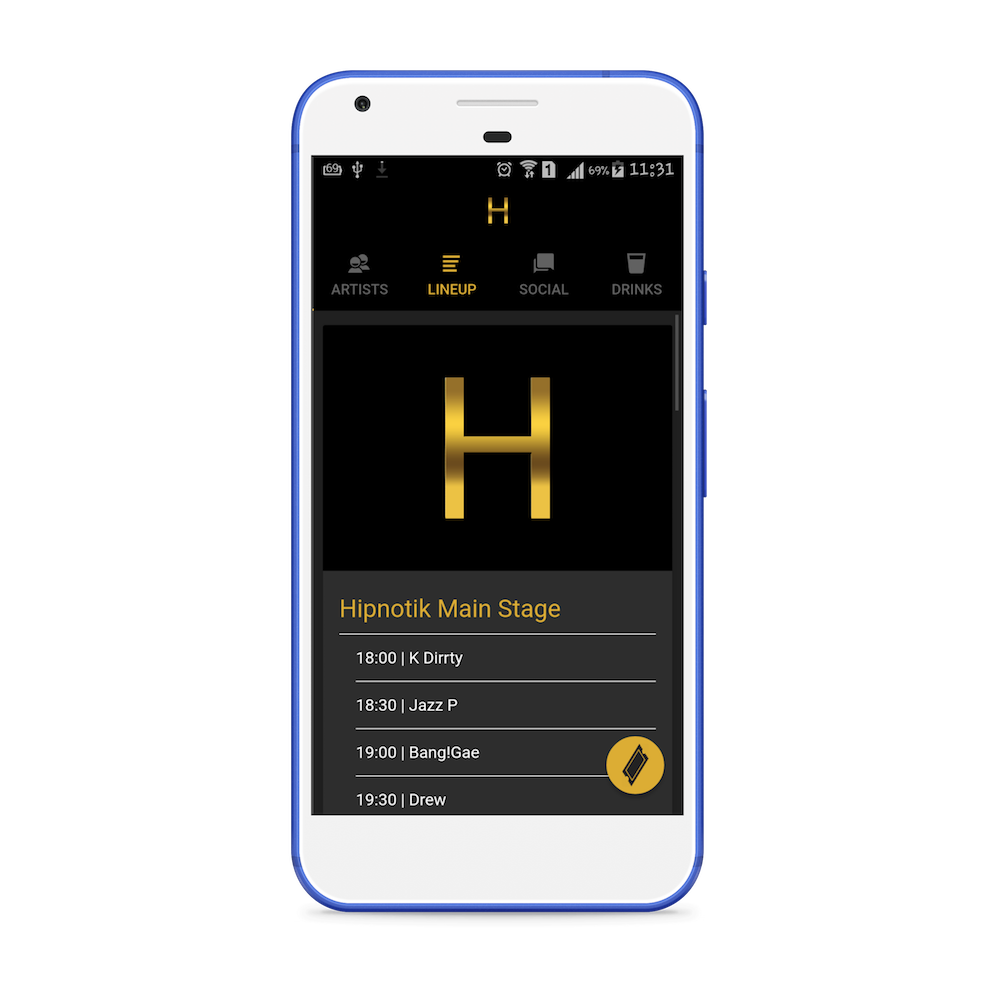 69 1 69% 11:31
H
ARTISTS LINEUP SOCIAL DRINKS
H
Hipnotik Main Stage
18:00 | K Dirrty
18:30 | Jazz P
19:00 | Bang!Gae
19:30 | Drew